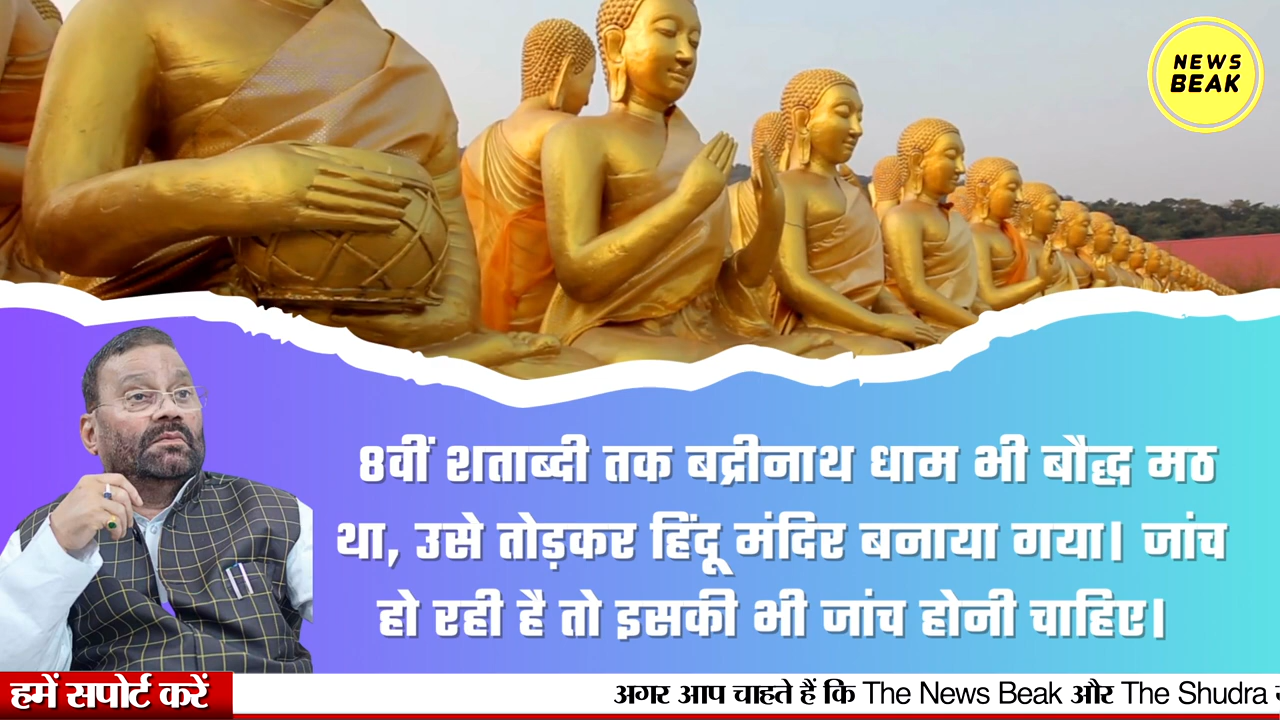 NEWS
BEAK
8वीं शताब्दी तक बद्रीनाथ धाम भी बौद्ध मठ
था, उसे तोड़कर हिंदू मंदिर बनाया गया। जांच
हो रही है तो इसकी भी जांच होनी चाहिए।
हमें सपोर्ट करें
अगर आप चाहते हैं कि The News Beak और The Shudra